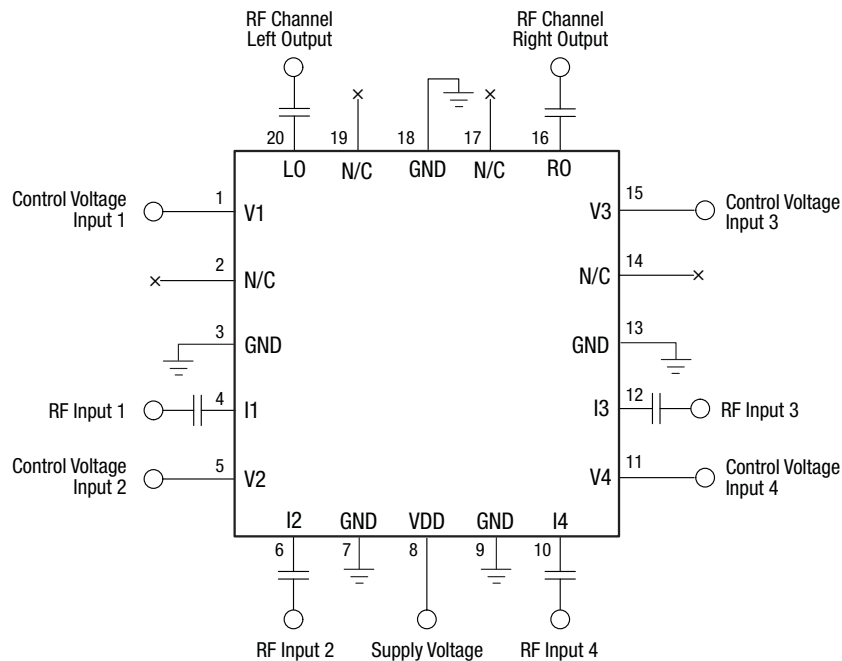 RF Channel
Left Output
RF Channel
Right Output
×
×
20
19
18
17
16
LO
N/C
GND
N/C
RO
Control Voltage
Input 1
1
V1
V3
15
Control Voltage
Input 3
×
2
N/C
N/C
14
×
3
GND
GND
13
RF Input 1
4
I1
I3
12
RF Input 3
Control Voltage
Input 2
5
V2
V4
11
Control Voltage
Input 4
I2
GND
VDD
GND
I4
6
7
8
9
10
RF Input 2
Supply Voltage
RF Input 4